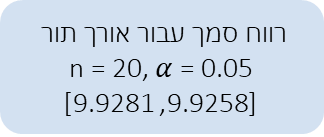 רווח סמך עבור אורך תור
n = 20, 𝜶 = 0.05
[9.9281 ,9.9258]